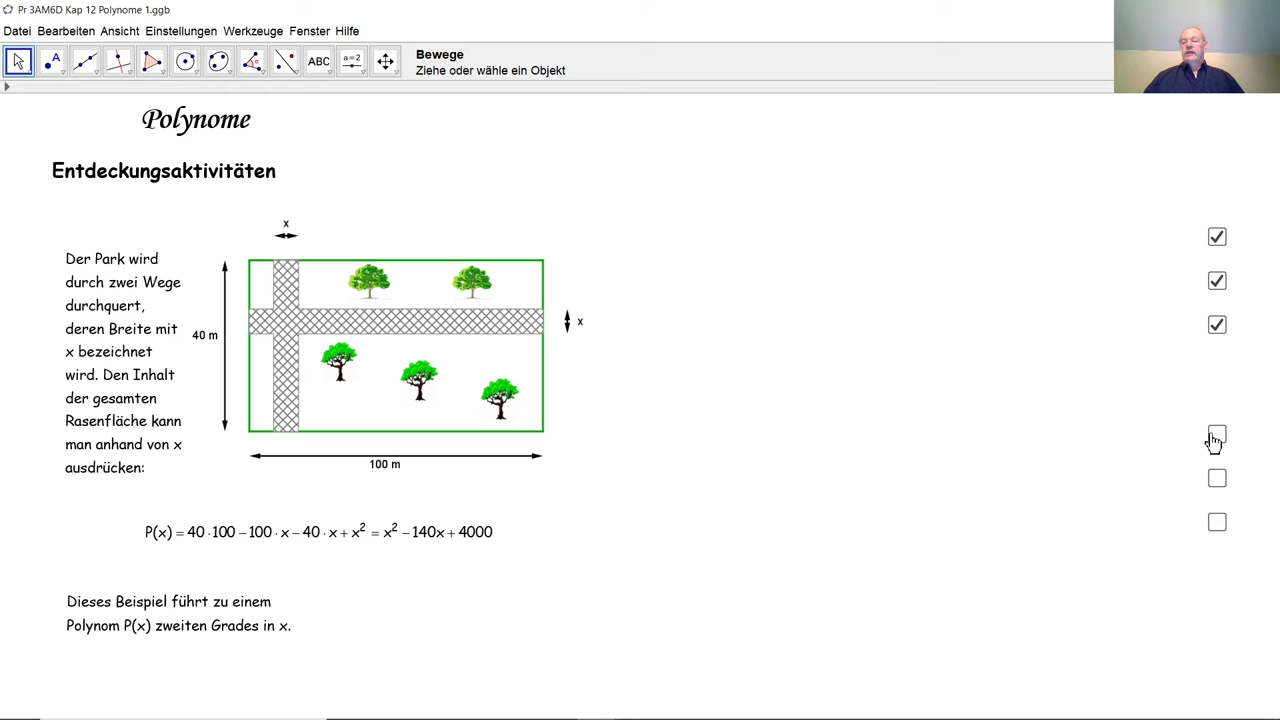 Pr 3AM6D Kap 12 Polynome 1.ggb
Datei Bearbeiten Ansicht Einstellungen Werkzeuge Fenster Hilfe
A
ABC
a=2
Bewege
Ziehe oder wähle ein Objekt
Polynome
Entdeckungsaktivitäten
x
Der Park wird
durch zwei Wege
durchquert,
deren Breite mit
x bezeichnet
wird. Den Inhalt
der gesamten
Rasenfläche kann
man anhand von x
ausdrücken:
40 m
x
100 m
P(x) = 40 · 100 − 100 · x − 40 · x + x² = x² − 140x + 4000
Dieses Beispiel führt zu einem
Polynom P(x) zweiten Grades in x.